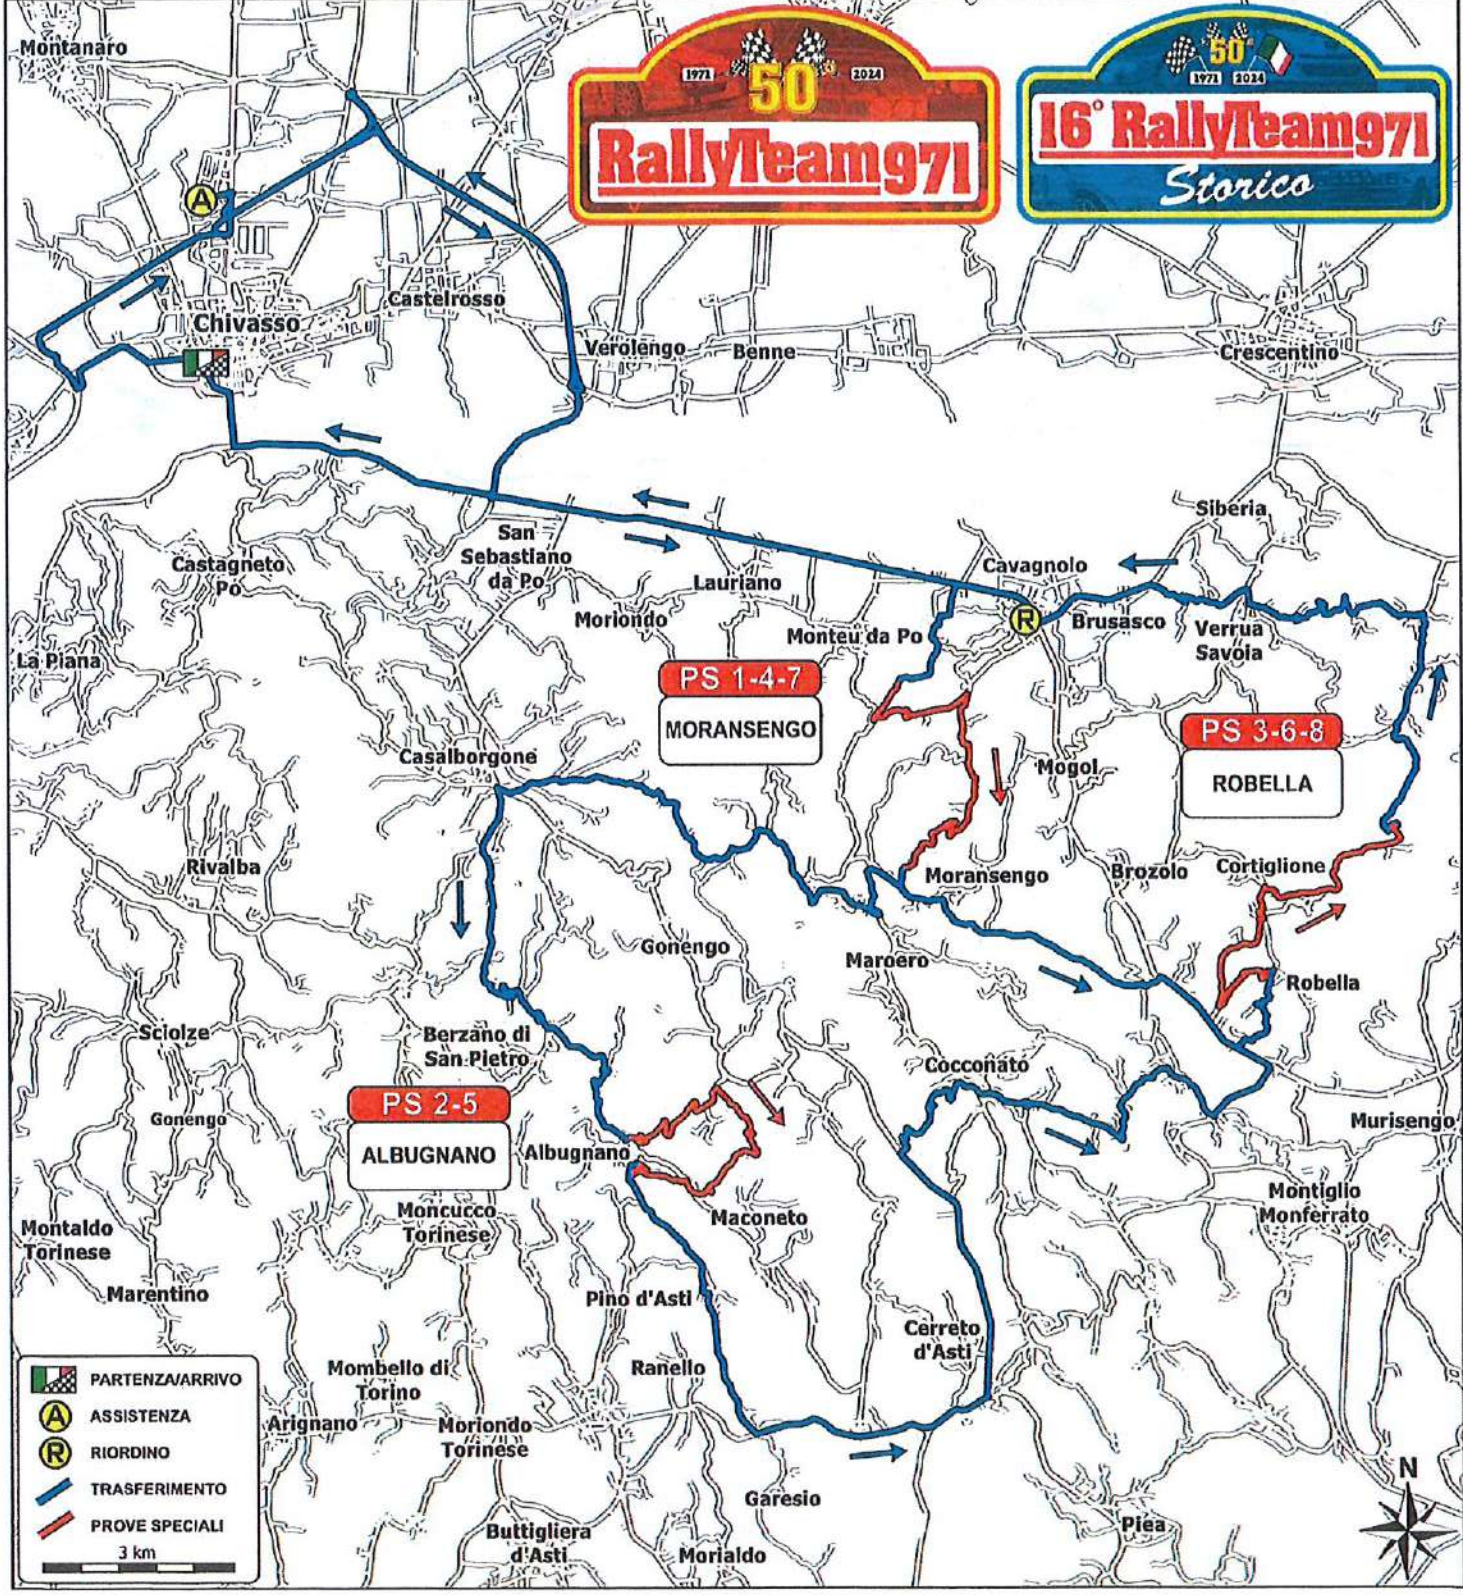 Montanaro
1971
50
2024
RallyTeam971
50
1971 2024
16° RallyTeam971
Storico
A
Castelrosso
Chivasso
Verolengo
Benne
Crescentino
Siberia
San
Sebastiano
da Po
Castagneto
Po
Lauriano
Cavagnolo
Moriondo
Monteu da Po
R
Brusasco
Verrua
Savoia
La Piana
PS 1-4-7
MORANSENGO
PS 3-6-8
ROBELLA
Casalborgone
Mogol
Rivalba
Moransengo
Brozolo
Cortiglione
Gonengo
Maroero
Robella
Sciolze
Berzano di
San Pietro
Cocconato
PS 2-5
ALBUGNANO
Gonengo
Albugnano
Murisengo
Moncucco
Torinese
Maconeto
Montiglio
Monferrato
Montaldo
Torinese
Marentino
Pino d'Asti
Cerreto
d'Asti
Mombello di
Torino
Ranello
Arignano
Moriondo
Torinese
Garesio
Buttigliera
d'Asti
Morialdo
Piea
N
PARTENZA/ARRIVO
A ASSISTENZA
R RIORDINO
TRASFERIMENTO
PROVE SPECIALI
3 km